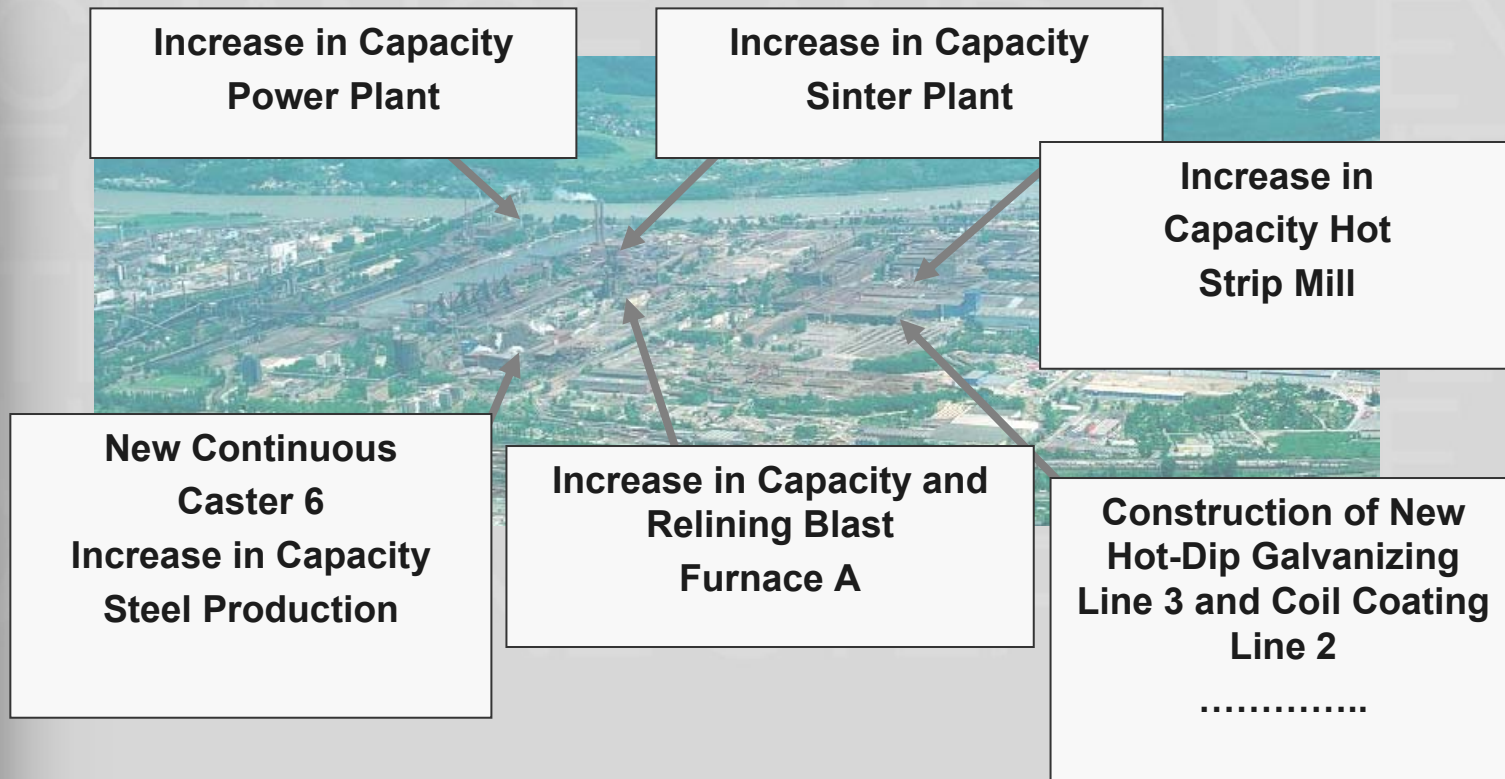 Increase in Capacity
Power Plant
Increase in Capacity
Sinter Plant
Increase in
Capacity Hot
Strip Mill
New Continuous
Caster 6
Increase in Capacity
Steel Production
Increase in Capacity and
Relining Blast
Furnace A
Construction of New
Hot-Dip Galvanizing
Line 3 and Coil Coating
Line 2
…………..